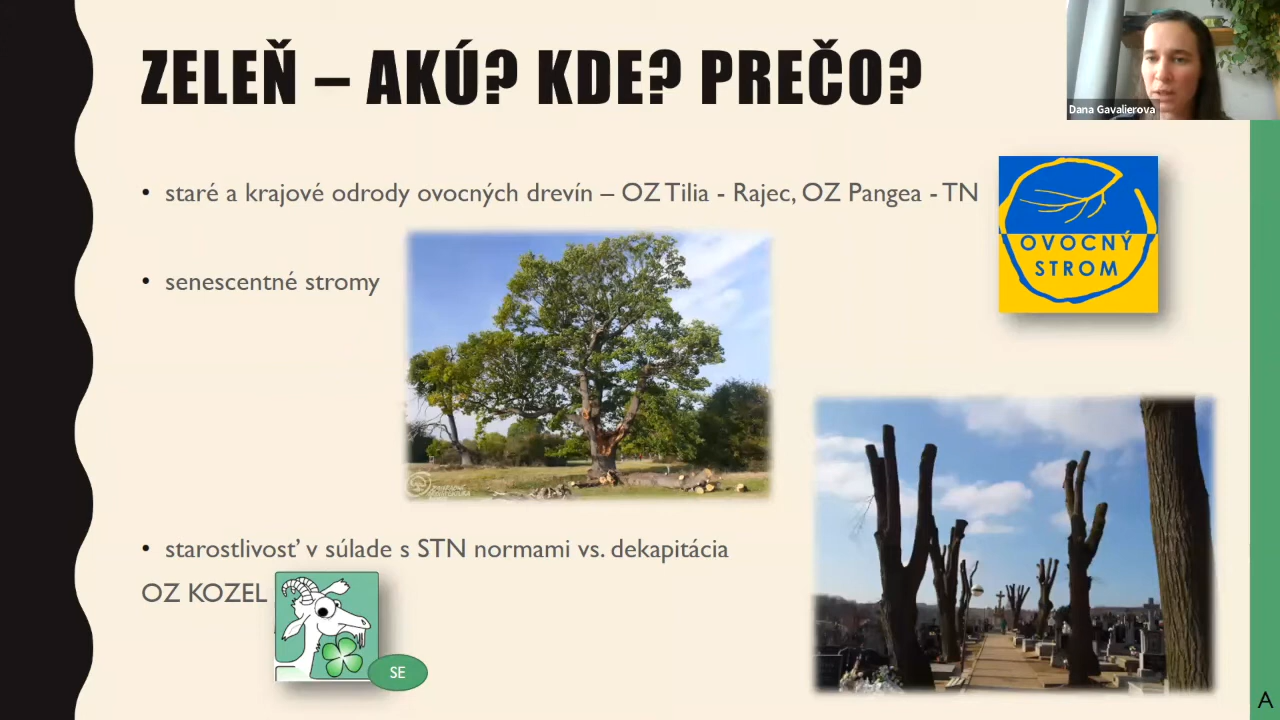 ZELEŇ – AKÚ? KDE? PREČO?
Dana Gavalierova
• staré a krajové odrody ovocných drevín – OZ Tilia - Rajec, OZ Pangea - TN
OVOCNÝ
STROM
• senescentné stromy
• starostlivosť v súlade s STN normami vs. dekapitácia
OZ KOZEL
SE
A